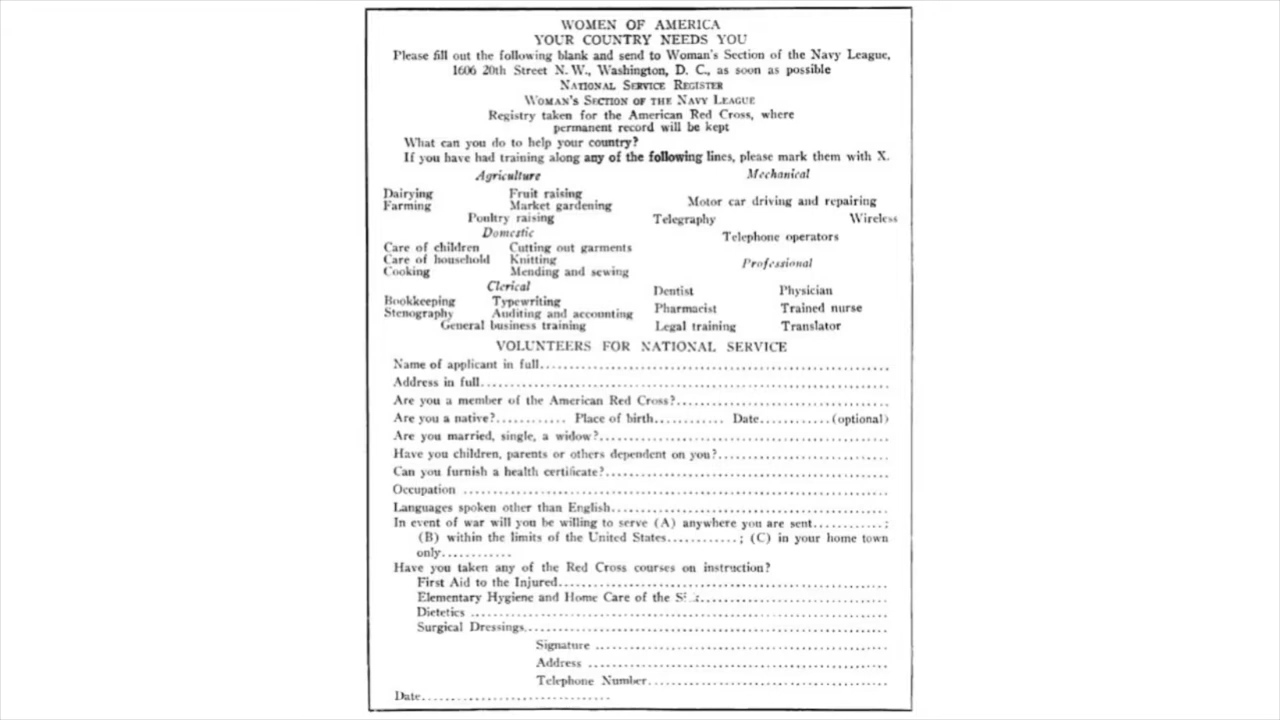 WOMEN OF AMERICA
YOUR COUNTRY NEEDS YOU
Please fill out the following blank and send to Woman's Section of the Navy League,
1606 20th Street N. W., Washington, D. C., as soon as possible
NATIONAL SERVICE REGISTER
WOMAN'S SECTION OF THE NAVY LEAGUE
Registry taken for the American Red Cross, where
permanent record will be kept
What can you do to help your country?
If you have had training along any of the following lines, please mark them with X.
Agriculture
Dairying Fruit raising
Farming Market gardening
Poultry raising
Domestic
Care of children Cutting out garments
Care of household Knitting
Cooking Mending and sewing
Clerical
Bookkeeping Typewriting
Stenography Auditing and accounting
General business training
Mechanical
Motor car driving and repairing
Telegraphy Wireless
Telephone operators
Professional
Dentist Physician
Pharmacist Trained nurse
Legal training Translator
VOLUNTEERS FOR NATIONAL SERVICE
Name of applicant in full
Address in full
Are you a member of the American Red Cross?
Are you a native? Place of birth Date (optional)
Are you married, single, a widow?
Have you children, parents or others dependent on you?
Can you furnish a health certificate?
Occupation
Languages spoken other than English
In event of war will you be willing to serve (A) anywhere you are sent ;
(B) within the limits of the United States ; (C) in your home town
only
Have you taken any of the Red Cross courses on instruction?
First Aid to the Injured
Elementary Hygiene and Home Care of the
Dietetics
Surgical Dressings
Signature
Address
Telephone Number
Date